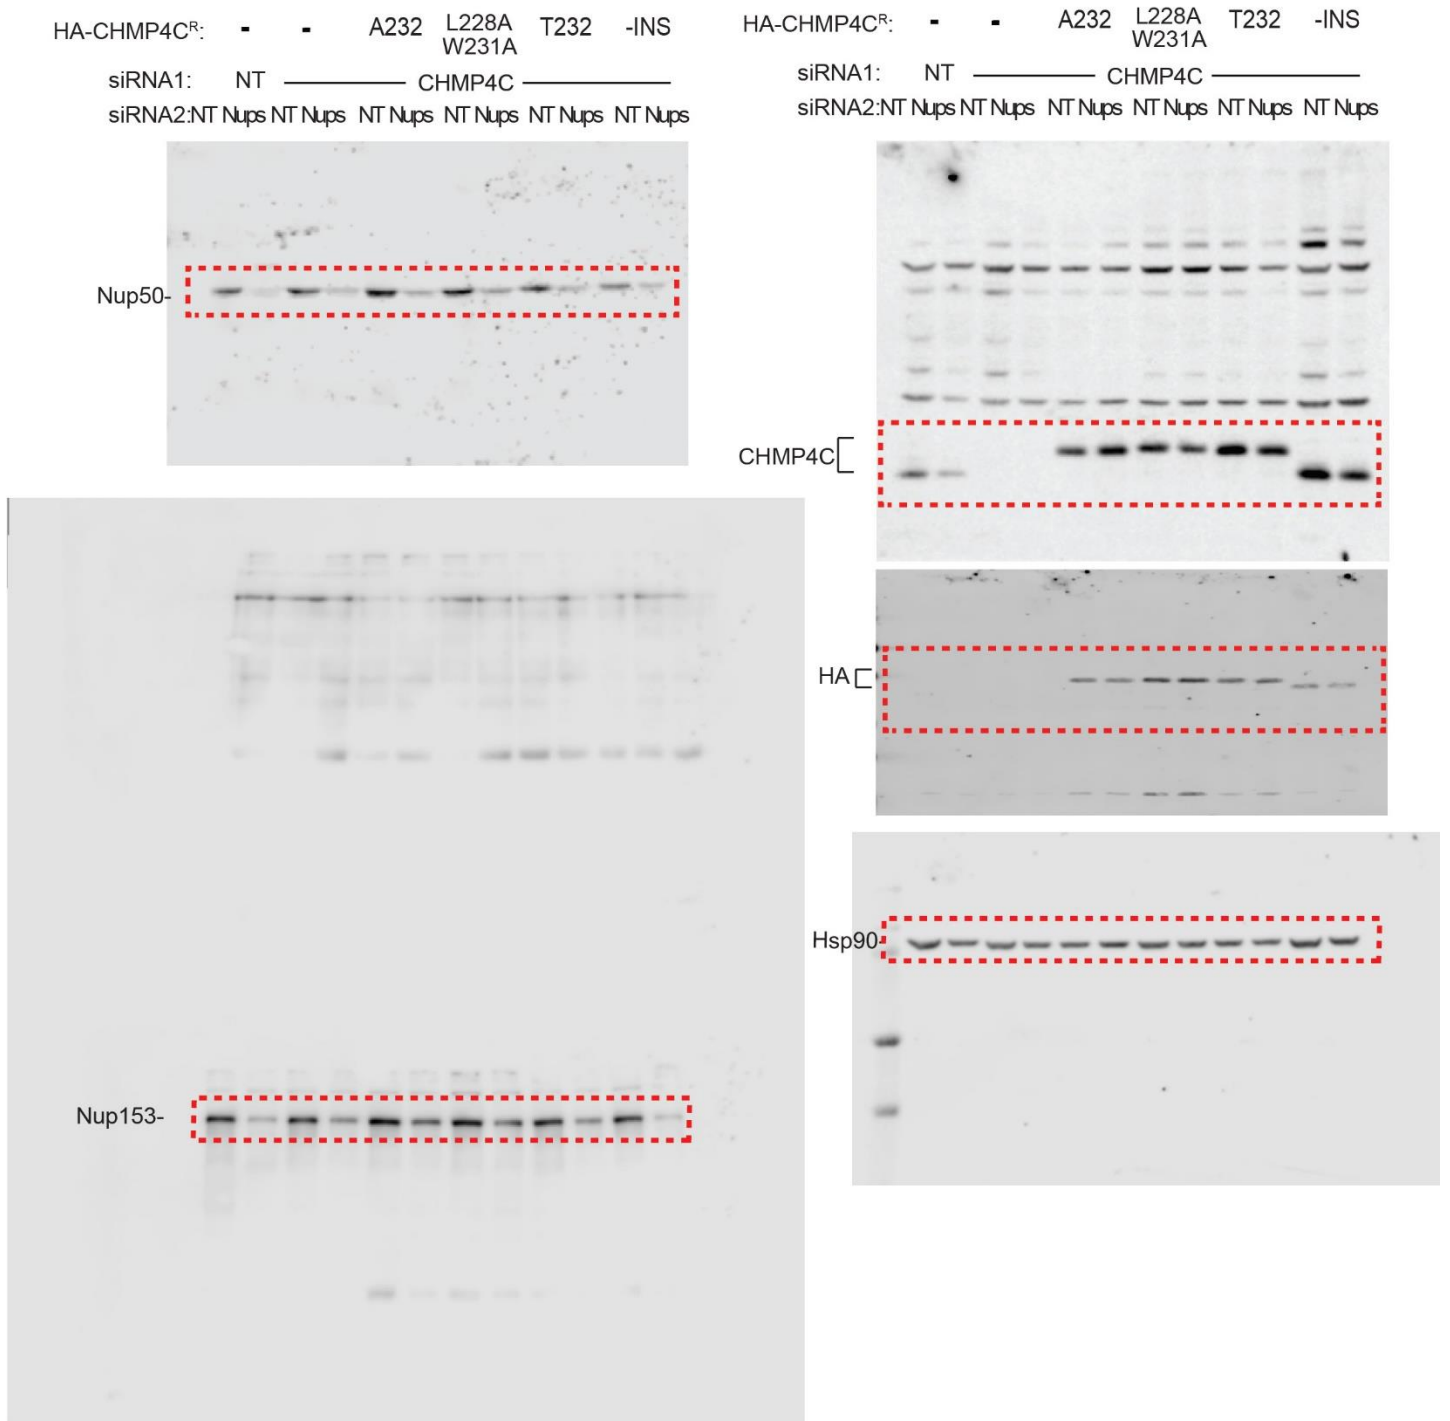 HA-CHMP4Cᴿ: - - A232 L228A W231A T232 -INS
siRNA1: NT CHMP4C
siRNA2:NT Nups NT Nups NT Nups NT Nups NT Nups NT Nups
Nup50-
Nup153-
HA-CHMP4Cᴿ: - - A232 L228A W231A T232 -INS
siRNA1: NT CHMP4C
siRNA2:NT Nups NT Nups NT Nups NT Nups NT Nups NT Nups
CHMP4C
HA
Hsp90-